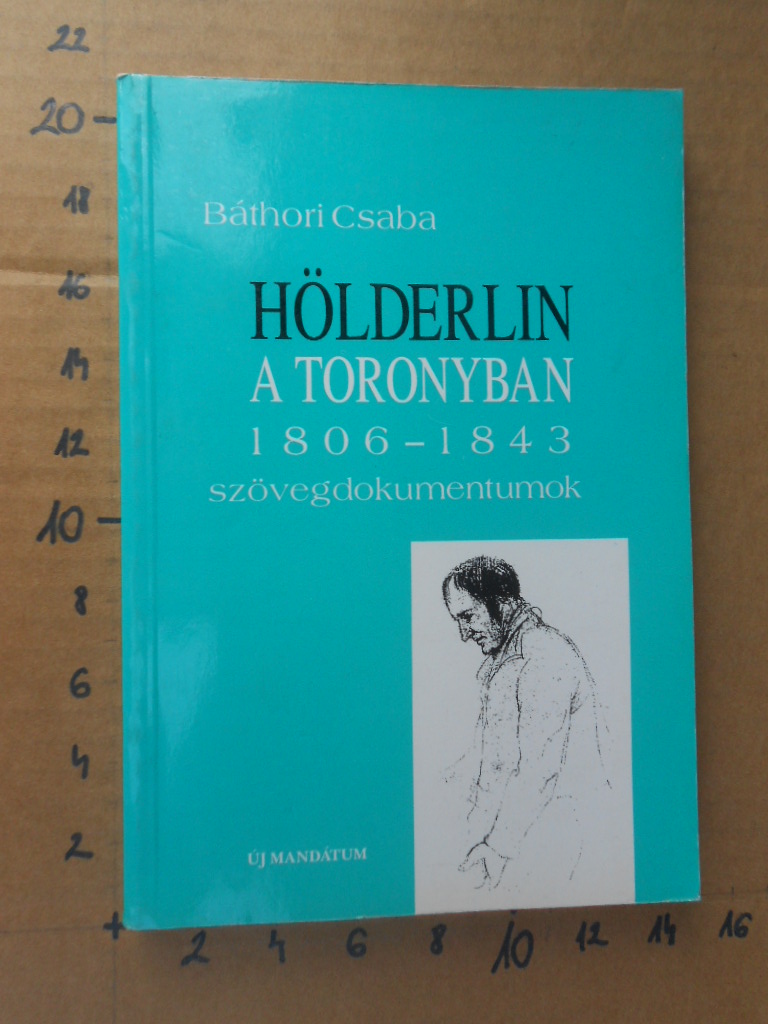 22
20
18
16
14
12
10
8
6
4
2
Báthori Csaba
HÖLDERLIN
A TORONYBAN
1806–1843
szövegdokumentumok
ÚJ MANDÁTUM
2 4 6 8 10 12 14 16